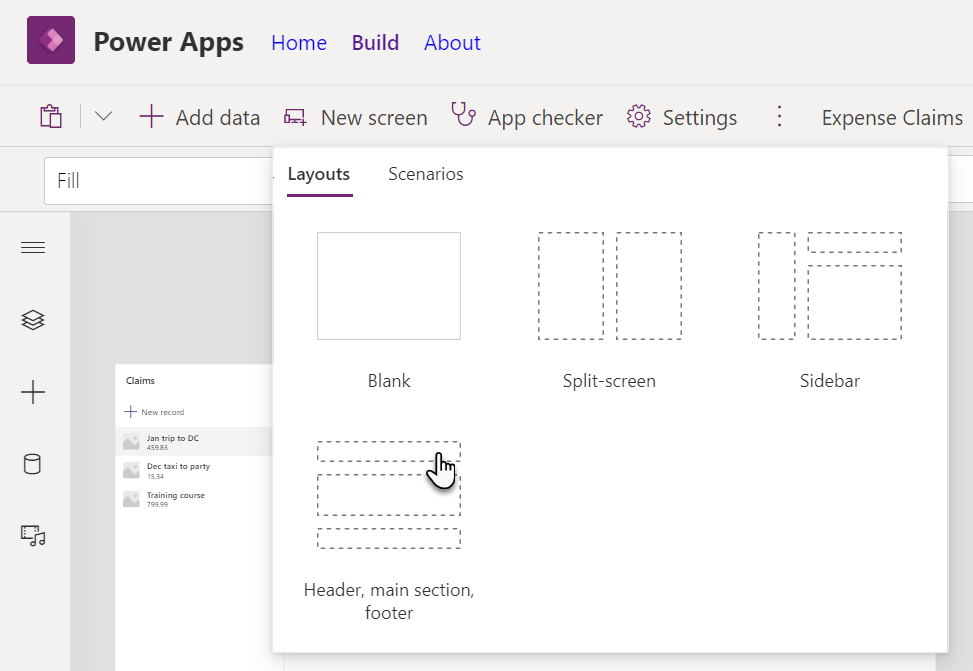 Power Apps Home Build About
Add data New screen App checker Settings Expense Claims
Fill
Layouts Scenarios
Blank Split-screen Sidebar
Claims
New record
Jan trip to DC
459.83
Dec taxi to party
15.34
Training course
799.99
Header, main section,
footer